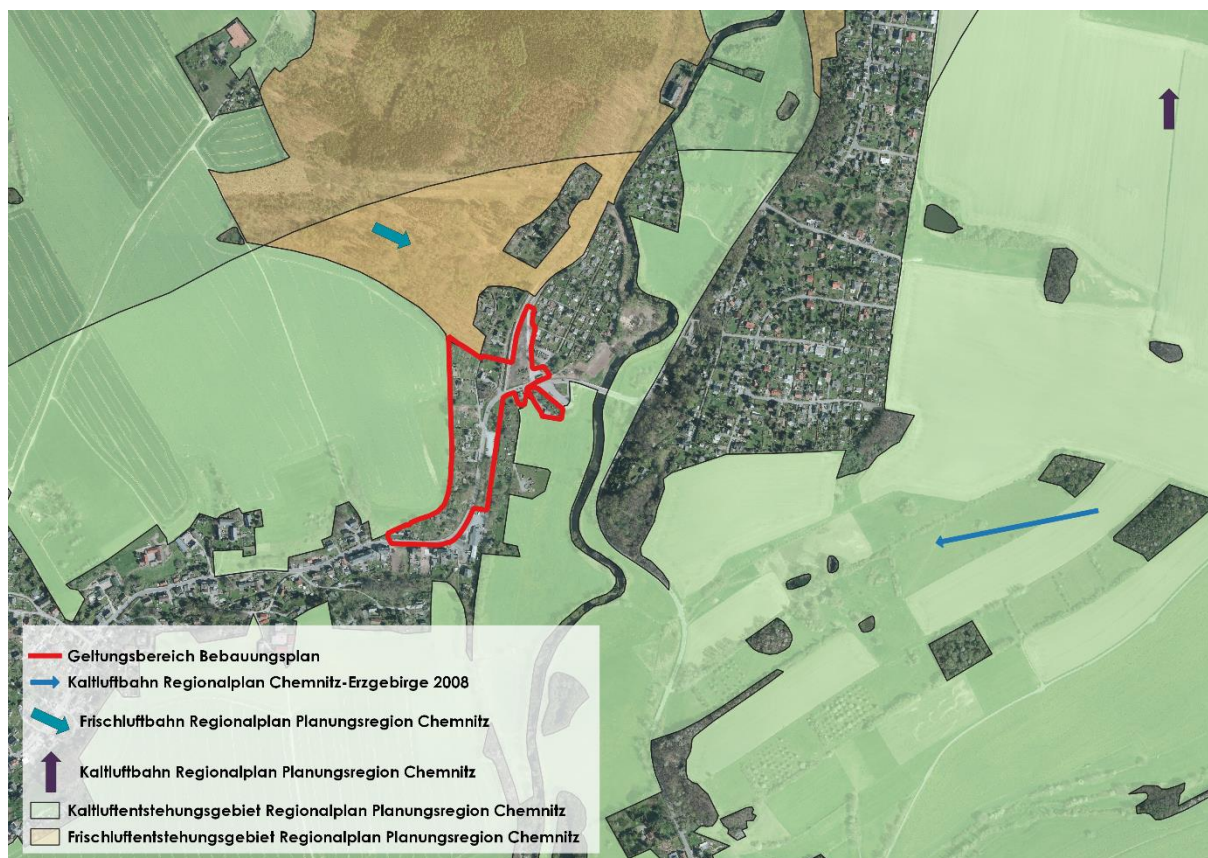 Geltungsbereich Bebauungsplan
Kaltluftbahn Regionalplan Chemnitz-Erzgebirge 2008
Frischluftbahn Regionalplan Planungsregion Chemnitz
Kaltluftbahn Regionalplan Planungsregion Chemnitz
Kaltluftentstehungsgebiet Regionalplan Planungsregion Chemnitz
Frischluftentstehungsgebiet Regionalplan Planungsregion Chemnitz